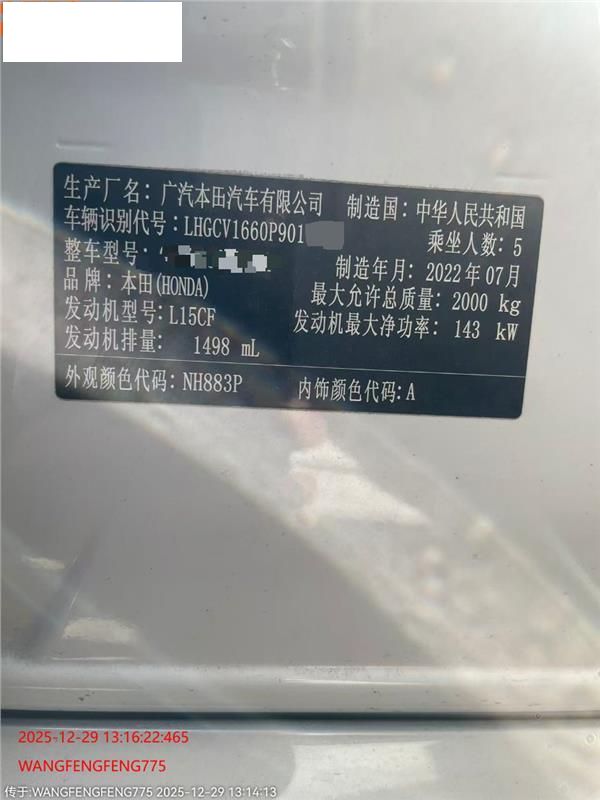 生产厂名：广汽本田汽车有限公司 制造国：中华人民共和国
车辆识别代号：LHGCV1660P901 乘坐人数：5
整车型号： 制造年月：2022年07月
品牌：本田(HONDA) 最大允许总质量：2000 kg
发动机型号：L15CF 发动机最大净功率：143 kW
发动机排量： 1498 mL
外观颜色代码：NH883P 内饰颜色代码:A
2025-12-29 13:16:22:465
WANGFENGFENG775
传于:WANGFENGFENG775 2025-12-29 13:14:13